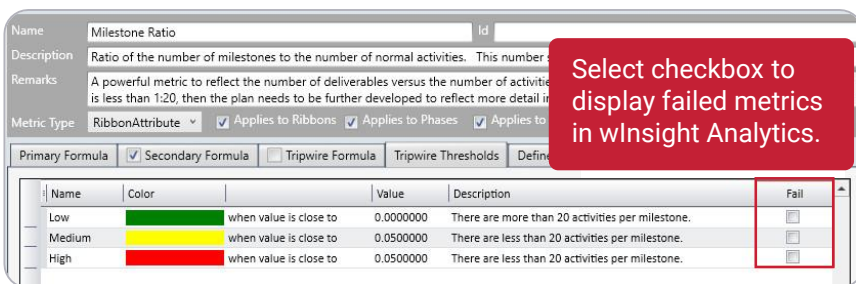 Name Milestone Ratio Id
Description Ratio of the number of milestones to the number of normal activities. This number
Remarks A powerful metric to reflect the number of deliverables versus the number of
is less than 1:20, then the plan needs to be further developed to reflect more detail
Metric Type RibbonAttribute Applies to Ribbons Applies to Phases Applies to
Select checkbox to
display failed metrics
in wInsight Analytics.
Primary Formula Secondary Formula Tripwire Formula Tripwire Thresholds
Name Color Value Description Fail
Low when value is close to 0.0000000 There are more than 20 activities per milestone.
Medium when value is close to 0.0500000 There are less than 20 activities per milestone.
High when value is close to 0.0500000 There are less than 20 activities per milestone.